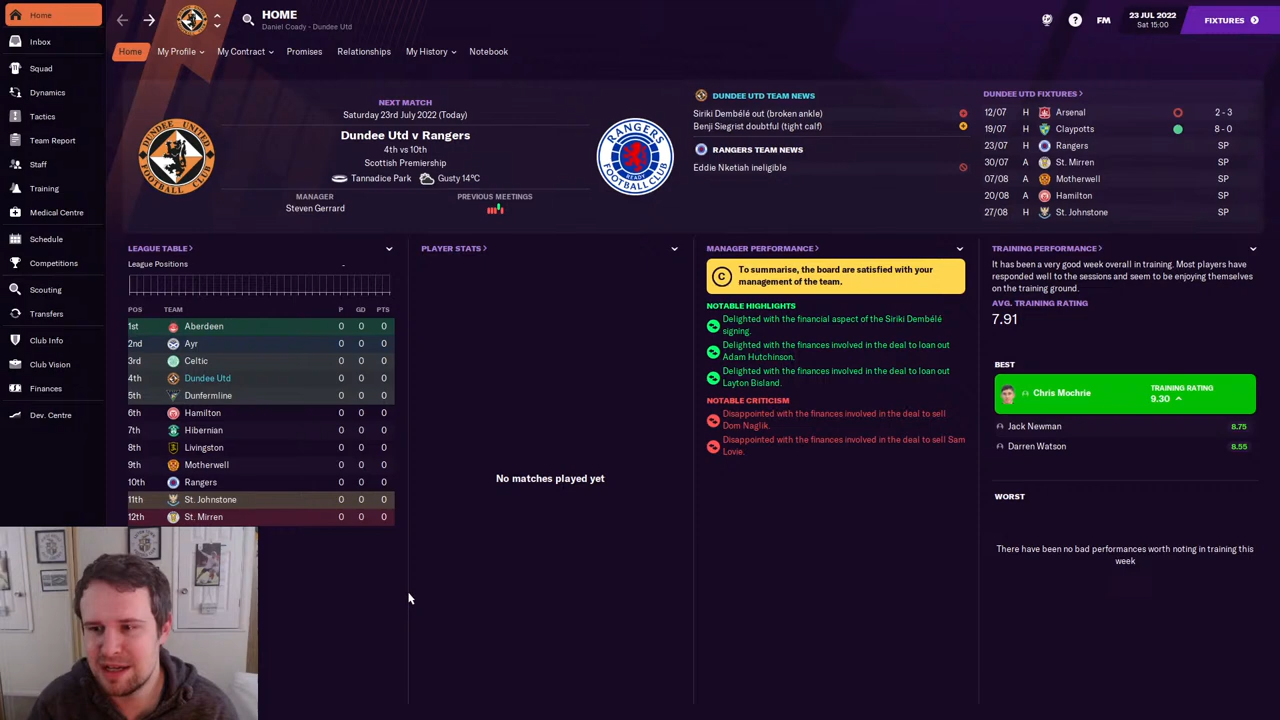 Home
Inbox
Squad
Dynamics
Tactics
Team Report
Staff
Training
Medical Centre
Schedule
Competitions
Scouting
Transfers
Club Info
Club Vision
Finances
Dev. Centre
HOME
Daniel Coady - Dundee Utd
FM
23 JUL 2022
Sat 15:00
FIXTURES
Home
My Profile
My Contract
Promises
Relationships
My History
Notebook
NEXT MATCH
Saturday 23rd July 2022 (Today)
Dundee Utd v Rangers
4th vs 10th
Scottish Premiership
Tannadice Park
Gusty 14°C
MANAGER
Steven Gerrard
PREVIOUS MEETINGS
DUNDEE UTD TEAM NEWS
Siriki Dembélé out (broken ankle)
Benji Siegrist doubtful (tight calf)
RANGERS TEAM NEWS
Eddie Nketiah ineligible
DUNDEE UTD FIXTURES >
12/07 H Arsenal 2 - 3
19/07 H Claypotts 8 - 0
23/07 H Rangers SP
30/07 A St. Mirren SP
07/08 A Motherwell SP
20/08 A Hamilton SP
27/08 H St. Johnstone SP
LEAGUE TABLE >
League Positions -
POS TEAM P GD PTS
1st Aberdeen 0 0 0
2nd Ayr 0 0 0
3rd Celtic 0 0 0
4th Dundee Utd 0 0 0
5th Dunfermline 0 0 0
6th Hamilton 0 0 0
7th Hibernian 0 0 0
8th Livingston 0 0 0
9th Motherwell 0 0 0
10th Rangers 0 0 0
11th St. Johnstone 0 0 0
12th St. Mirren 0 0 0
PLAYER STATS >
No matches played yet
MANAGER PERFORMANCE >
C
To summarise, the board are satisfied with your
management of the team.
NOTABLE HIGHLIGHTS
Delighted with the financial aspect of the Siriki Dembélé
signing.
Delighted with the finances involved in the deal to loan out
Adam Hutchinson.
Delighted with the finances involved in the deal to loan out
Layton Bisland.
NOTABLE CRITICISM
Disappointed with the finances involved in the deal to sell
Dom Naglik.
Disappointed with the finances involved in the deal to sell Sam
Lovie.
TRAINING PERFORMANCE >
It has been a very good week overall in training. Most players have
responded well to the sessions and seem to be enjoying themselves
on the training ground.
AVG. TRAINING RATING
7.91
BEST
Chris Mochrie
TRAINING RATING
9.30
Jack Newman 8.75
Darren Watson 8.55
WORST
There have been no bad performances worth noting in training this
week